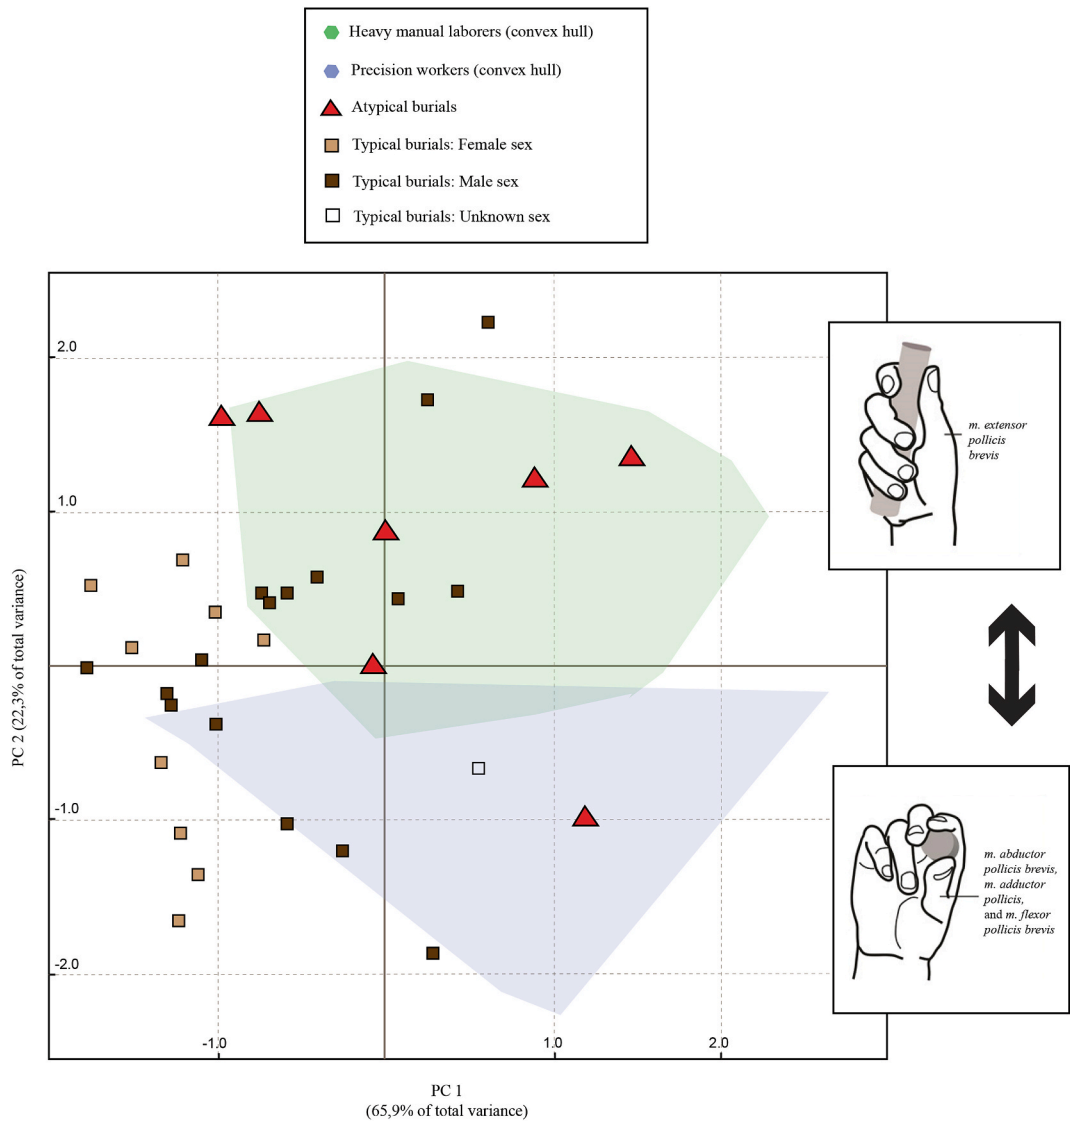 Heavy manual laborers (convex hull)
Precision workers (convex hull)
Atypical burials
Typical burials: Female sex
Typical burials: Male sex
Typical burials: Unknown sex
2.0
1.0
-1.0
-2.0
-1.0
1.0
2.0
PC 2 (22,3% of total variance)
PC 1
(65,9% of total variance)
m. extensor
pollicis
brevis
m. abductor
pollicis brevis,
m. adductor
pollicis,
and m. flexor
pollicis brevis